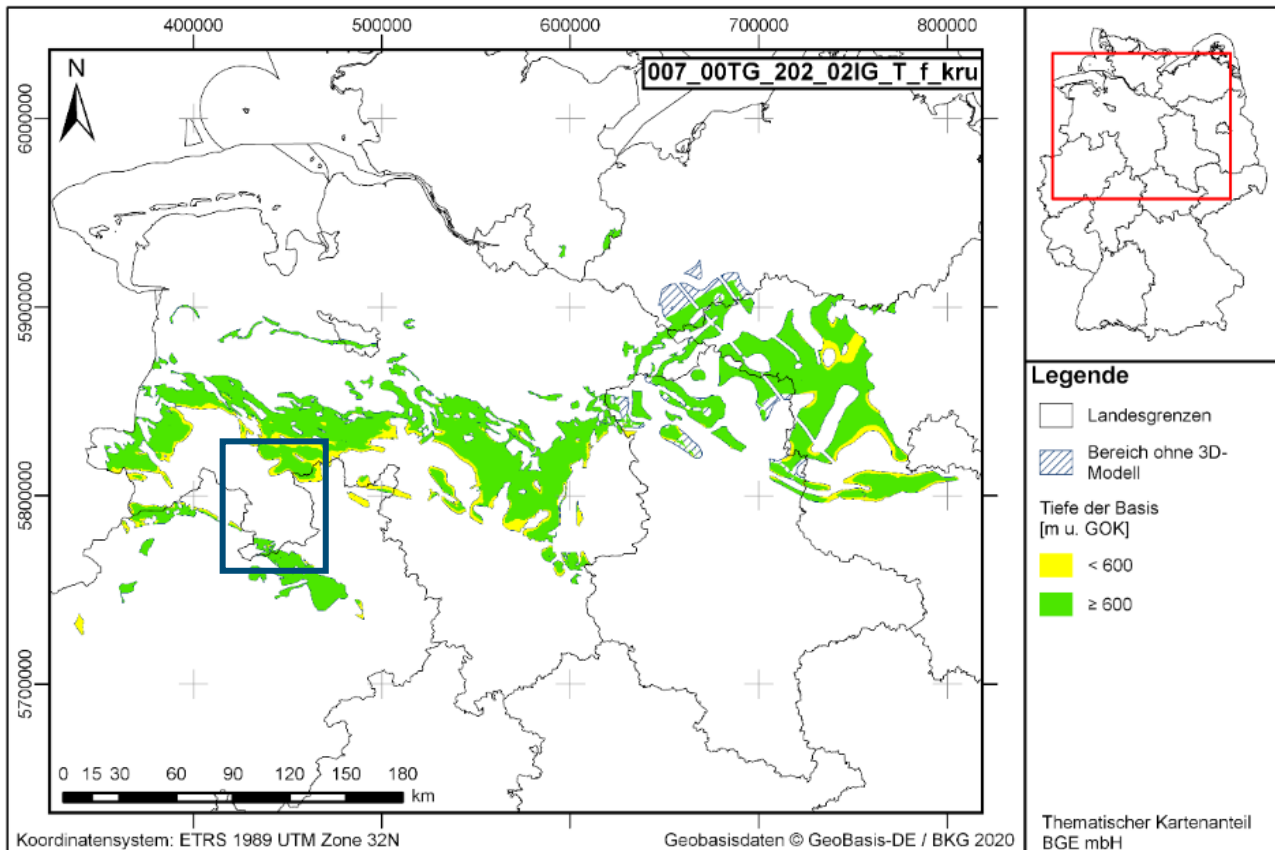 400000 500000 600000 700000 800000
N
007_00TG_202_02IG_T_f_kru
6000000
5900000
5800000
5700000
0 15 30 60 90 120 150 180
km
Koordinatensystem: ETRS 1989 UTM Zone 32N
Geobasisdaten © GeoBasis-DE / BKG 2020
Legende
Landesgrenzen
Bereich ohne 3D-
Modell
Tiefe der Basis
[m u. GOK]
< 600
≥ 600
Thematischer Kartenanteil
BGE mbH